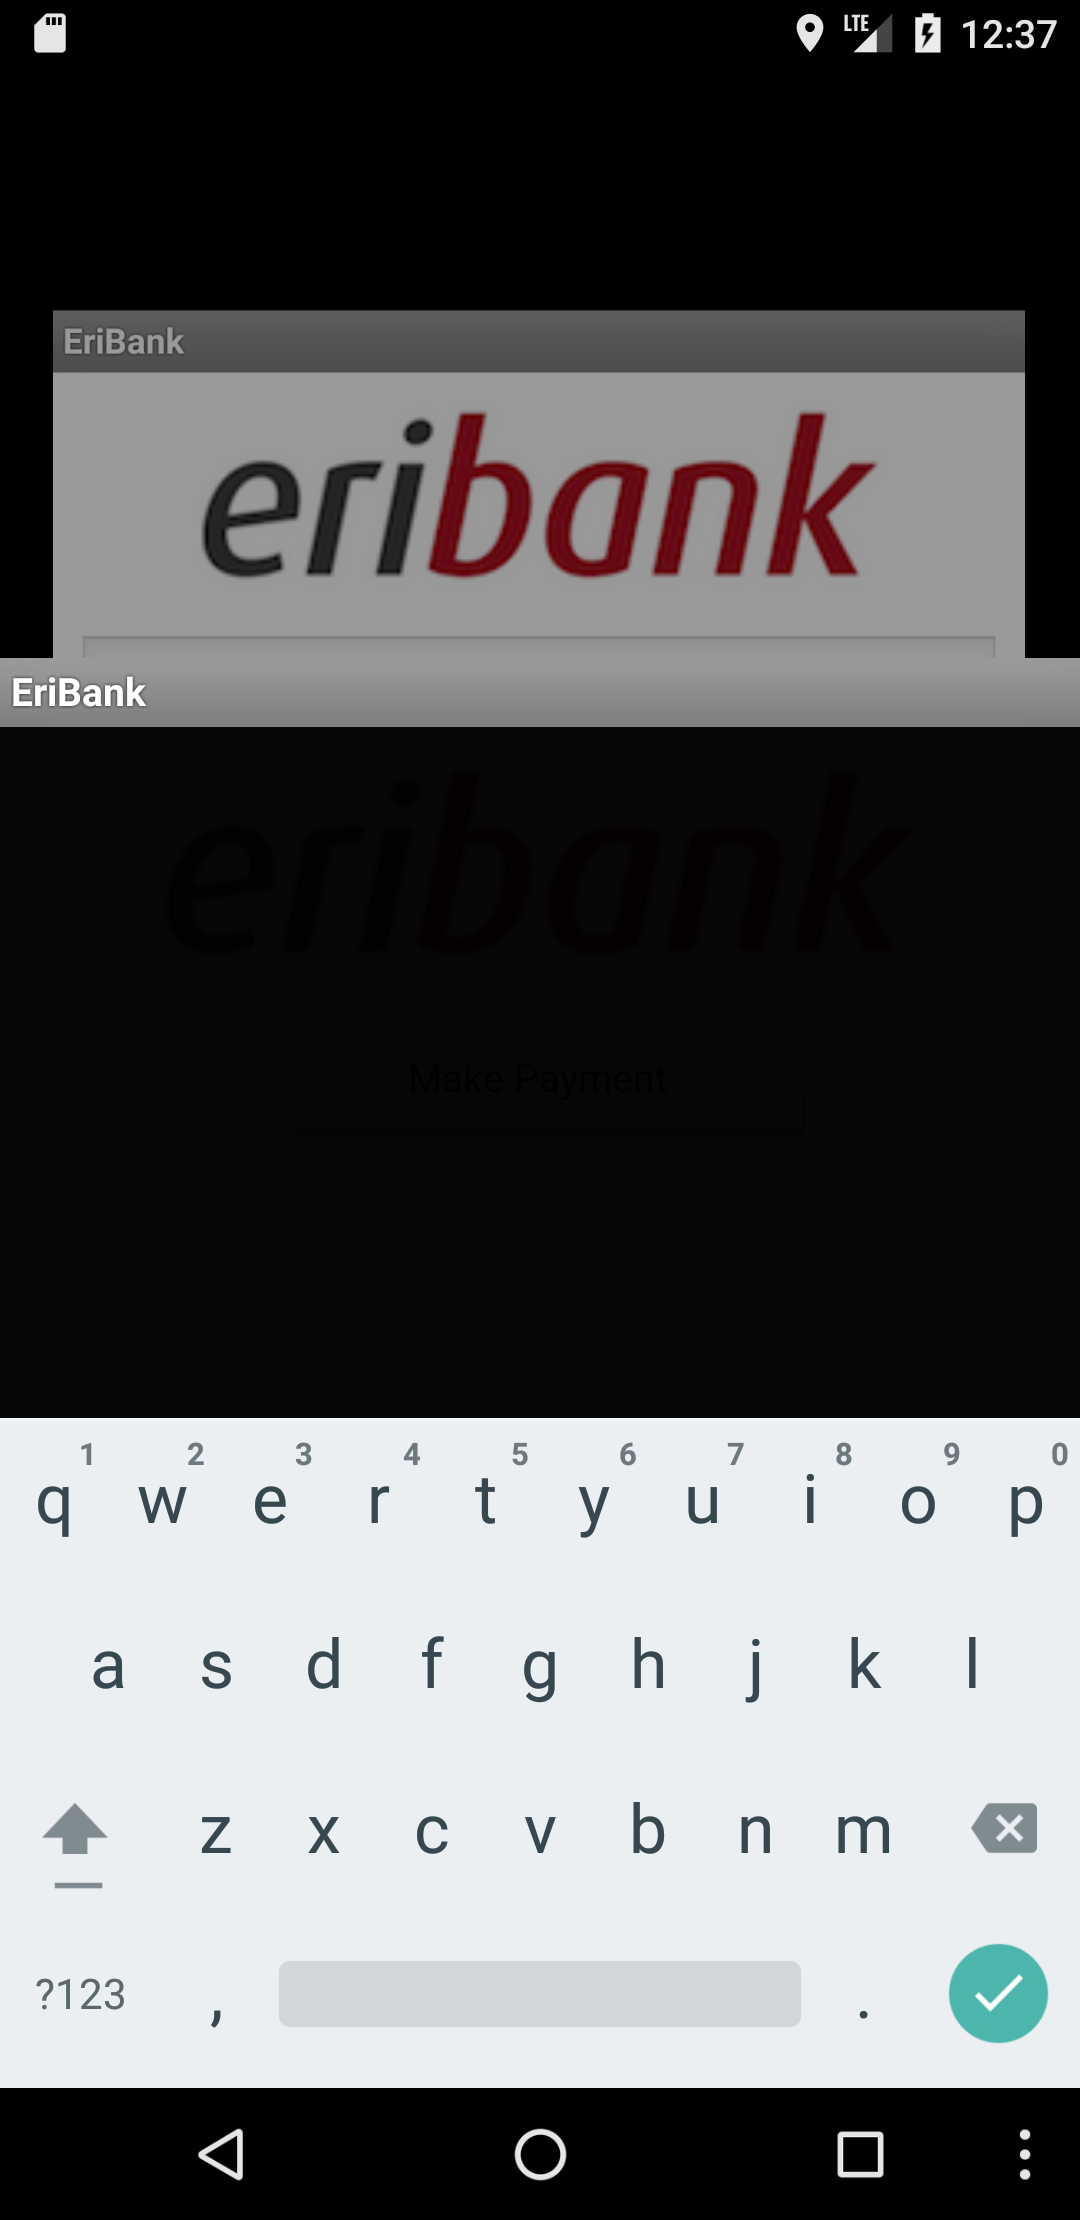 LTE 12:37
EriBank
eribank
EriBank
eribank
Make Payment
1 2 3 4 5 6 7 8 9 0
q w e r t y u i o p
a s d f g h j k l
z x c v b n m
?123 , .